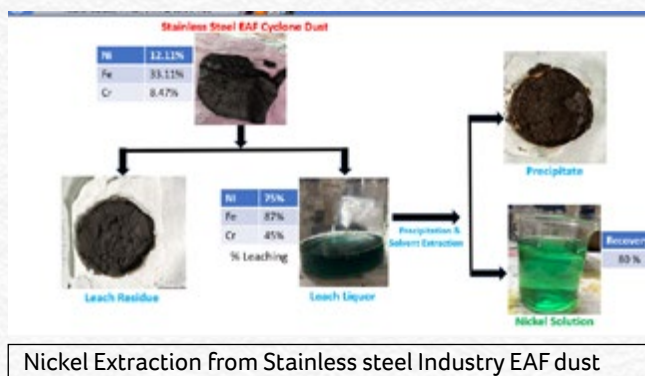 Stainless Steel EAF Cyclone Dust
Ni 12.11%
Fe 33.11%
Cr 8.47%
Precipitate
Ni 75%
Fe 87%
Cr 45%
% Leaching
Precipitation &
Solvent Extraction
Recovery
80 %
Leach Residue
Leach Liquor
Nickel Solution
Nickel Extraction from Stainless steel Industry EAF dust